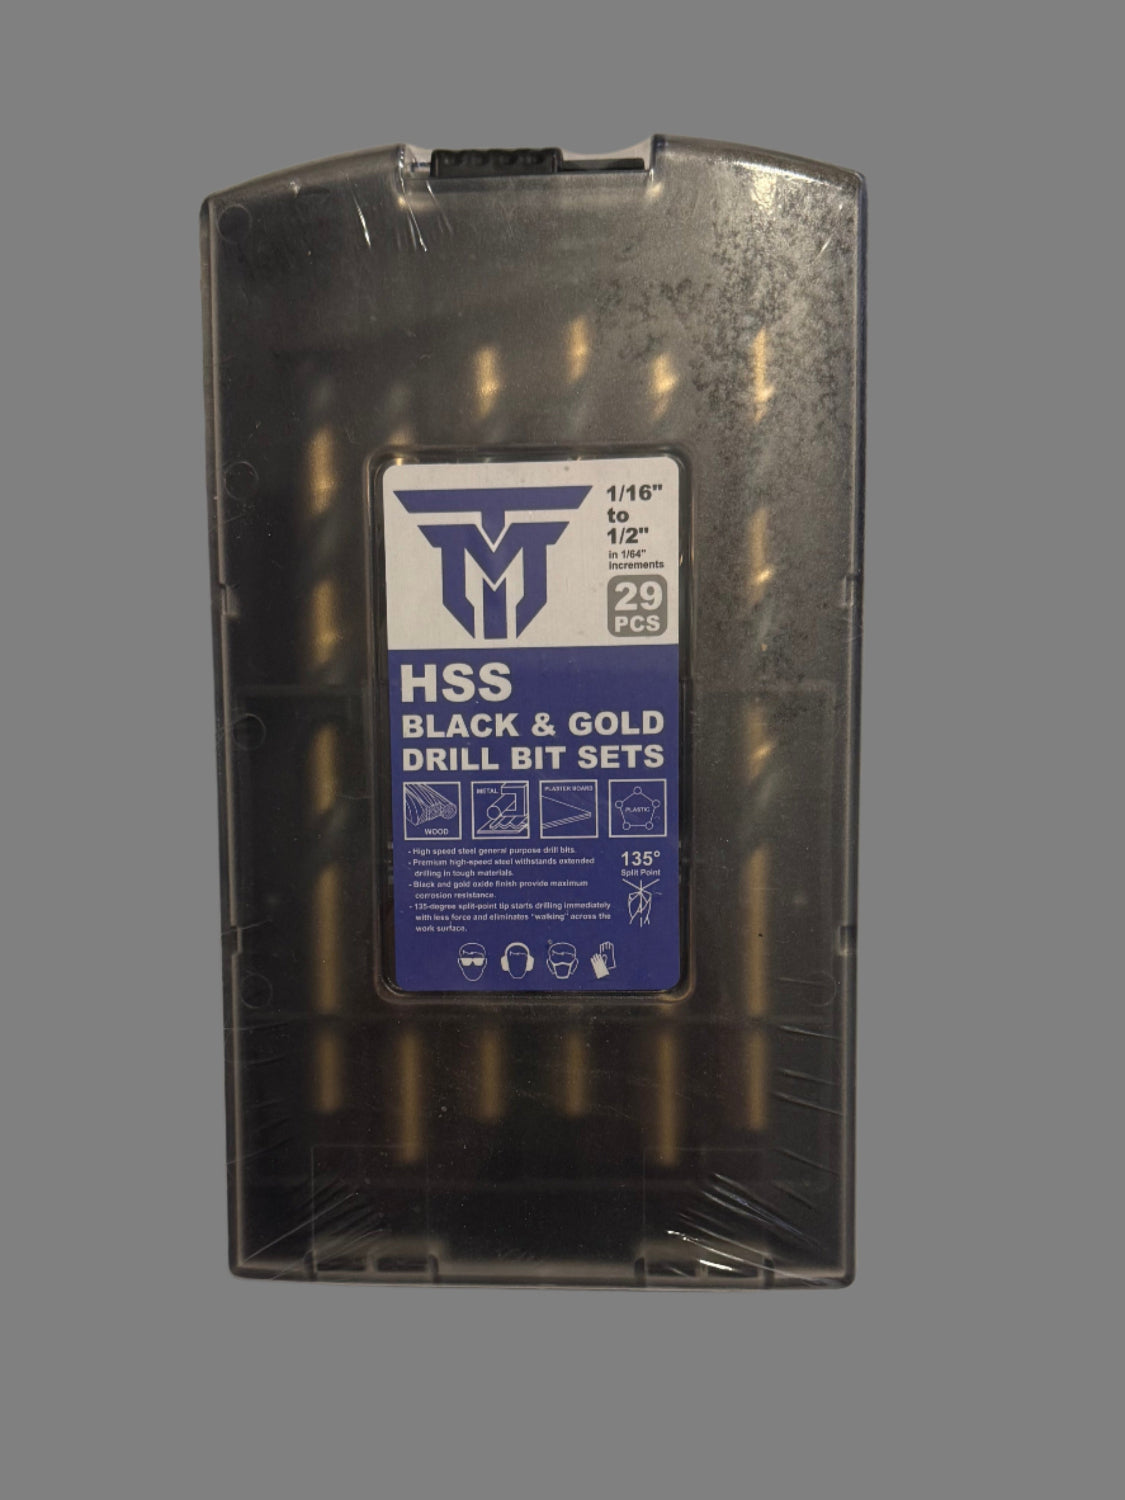 TM
1/16"
to
1/2"
in 1/64"
increments
29
PCS
HSS
BLACK & GOLD
DRILL BIT SETS
WOOD
METAL
PLASTER BOARD
PLASTIC
- High speed steel general purpose drill bits.
- Premium high-speed steel withstands extended
drilling in tough materials.
- Black and gold oxide finish provide maximum
corrosion resistance.
- 135-degree split-point tip starts drilling immediately
with less force and eliminates "walking" across the
work surface.
135°
Split Point